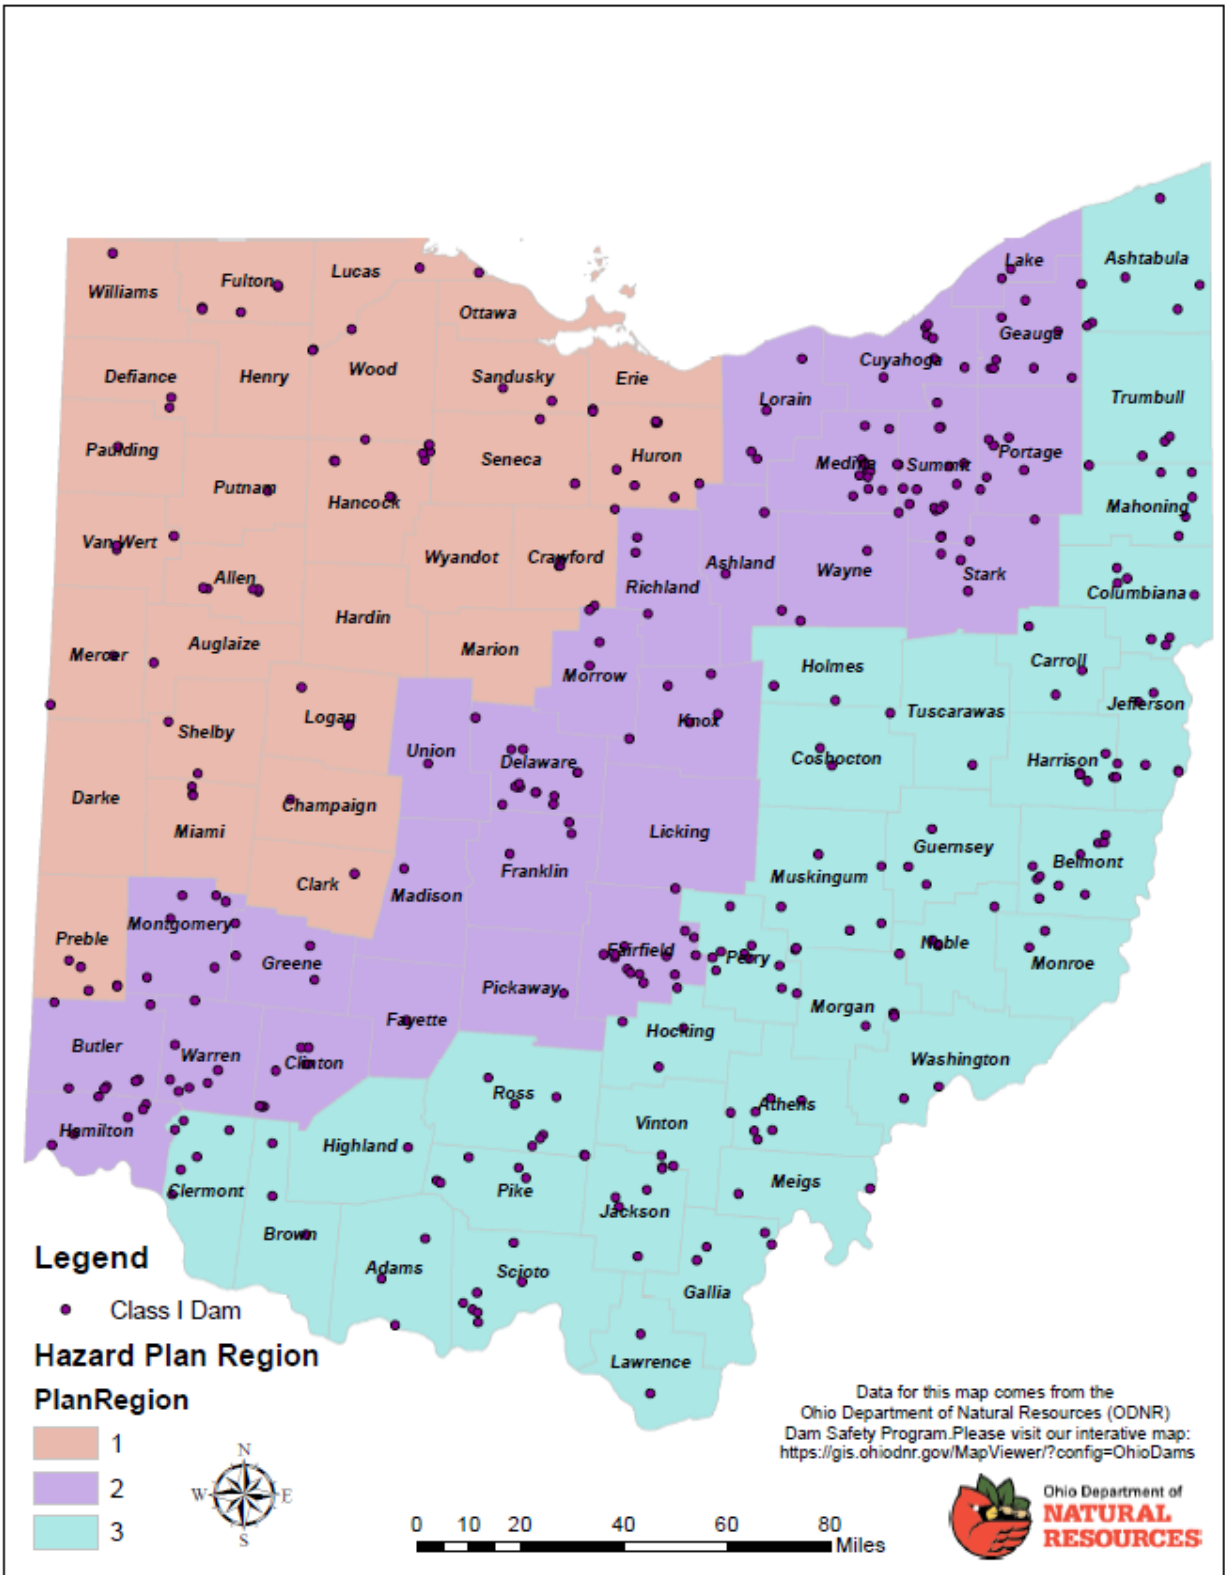 Lake
Ashtabula
Lucas
Fulton
Williams
Ottawa
Geauga
Cuyahoga
Wood
Defiance
Henry
Sandusky
Erie
Trumbull
Lorain
Paulding
Huron
Portage
Seneca
Medina
Summit
Putnam
Hancock
Mahoning
Van Wert
Wyandot
Crawford
Ashland
Wayne
Stark
Allen
Richland
Columbiana
Hardin
Auglaize
Mercer
Marion
Carroll
Holmes
Morrow
Jefferson
Logan
Tuscarawas
Knox
Shelby
Union
Delaware
Coshocton
Harrison
Darke
Champaign
Miami
Licking
Guernsey
Belmont
Franklin
Muskingum
Clark
Madison
Montgomery
Preble
Noble
Fairfield
Perry
Greene
Monroe
Pickaway
Morgan
Fayette
Hocking
Butler
Warren
Clinton
Washington
Ross
Athens
Vinton
Hamilton
Highland
Meigs
Clermont
Pike
Jackson
Brown
Adams
Scioto
Gallia
Lawrence
Legend
Class I Dam
Hazard Plan Region
PlanRegion
1
2
3
N
W E
S
0 10 20 40 60 80
Miles
Data for this map comes from the
Ohio Department of Natural Resources (ODNR)
Dam Safety Program.Please visit our interative map:
https://gis.ohiodnr.gov/MapViewer/?config=OhioDams
Ohio Department of
NATURAL
RESOURCES